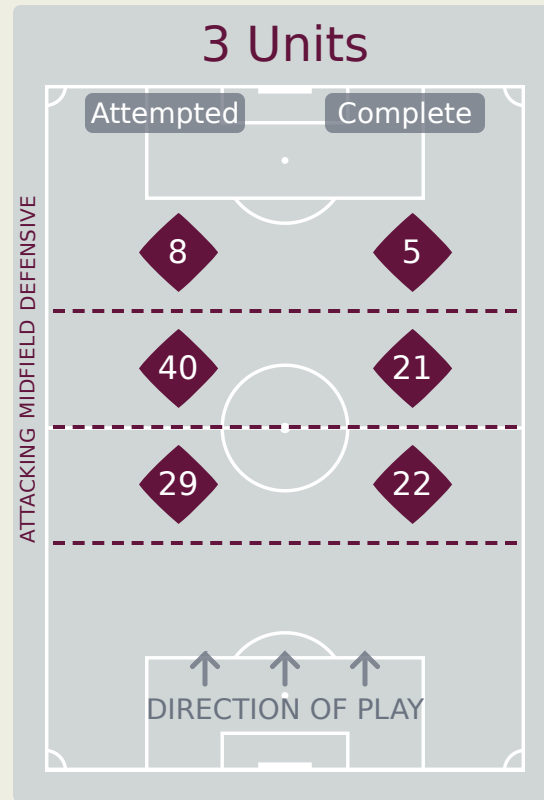 3 Units
Attempted Complete
8 5
40 21
29 22
ATTACKING MIDFIELD DEFENSIVE
DIRECTION OF PLAY